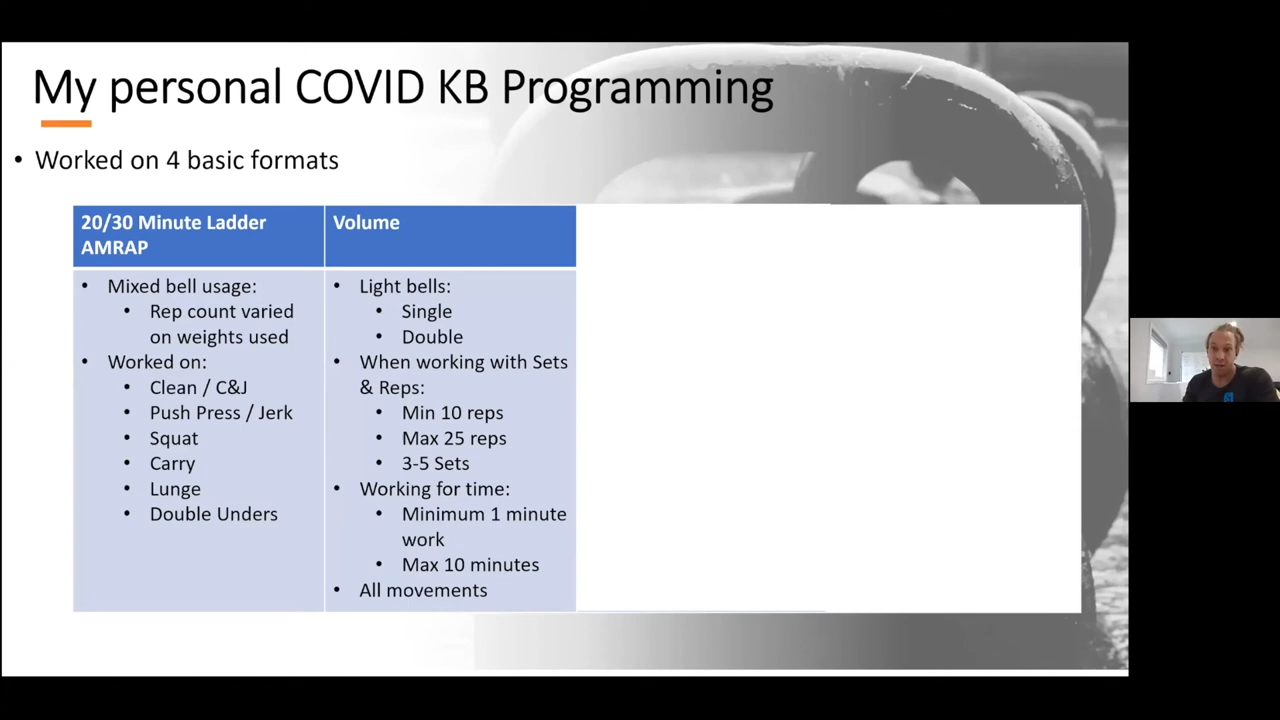 My personal COVID KB Programming
• Worked on 4 basic formats
20/30 Minute Ladder
AMRAP
• Mixed bell usage:
• Rep count varied
on weights used
• Worked on:
• Clean / C&J
• Push Press / Jerk
• Squat
• Carry
• Lunge
• Double Unders
Volume
• Light bells:
• Single
• Double
• When working with Sets
& Reps:
• Min 10 reps
• Max 25 reps
• 3-5 Sets
• Working for time:
• Minimum 1 minute
work
• Max 10 minutes
• All movements